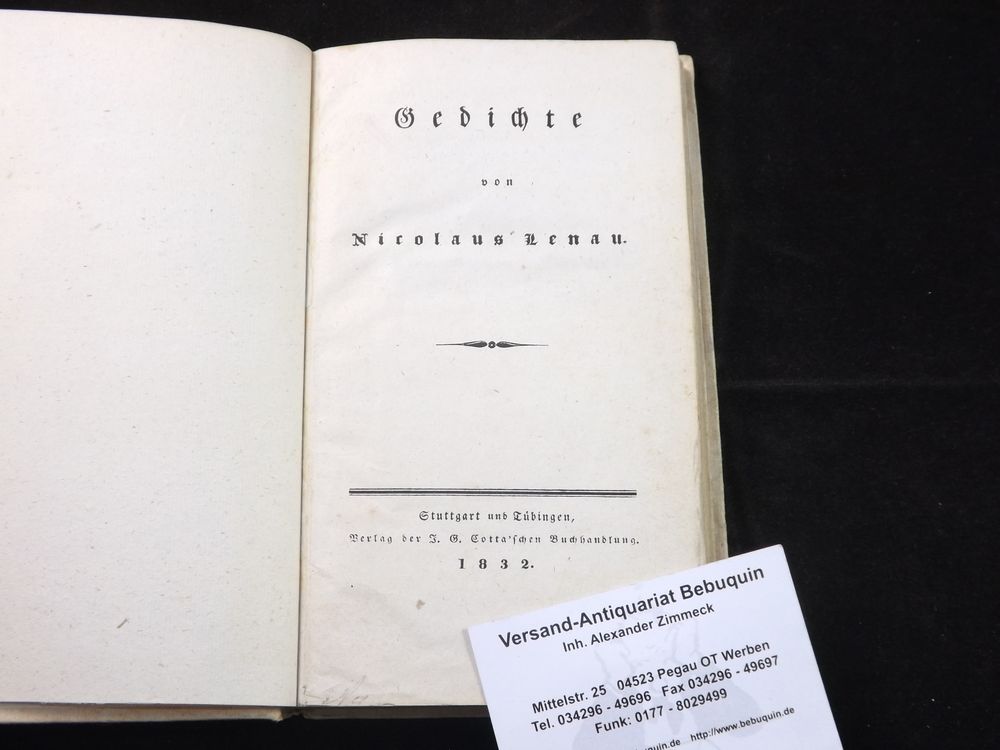 Gedichte
von
Nicolaus Lenau.
Stuttgart und Tübingen,
Verlag der J. G. Cotta'schen Buchhandlung.
1832.
Versand-Antiquariat Bebuquin
Inh. Alexander Zimmeck
Mittelstr. 25 04523 Pegau OT Werben
Tel. 034296 - 49696 Fax 034296 - 49697
Funk: 0177 - 8029499
http://www.bebuquin.de